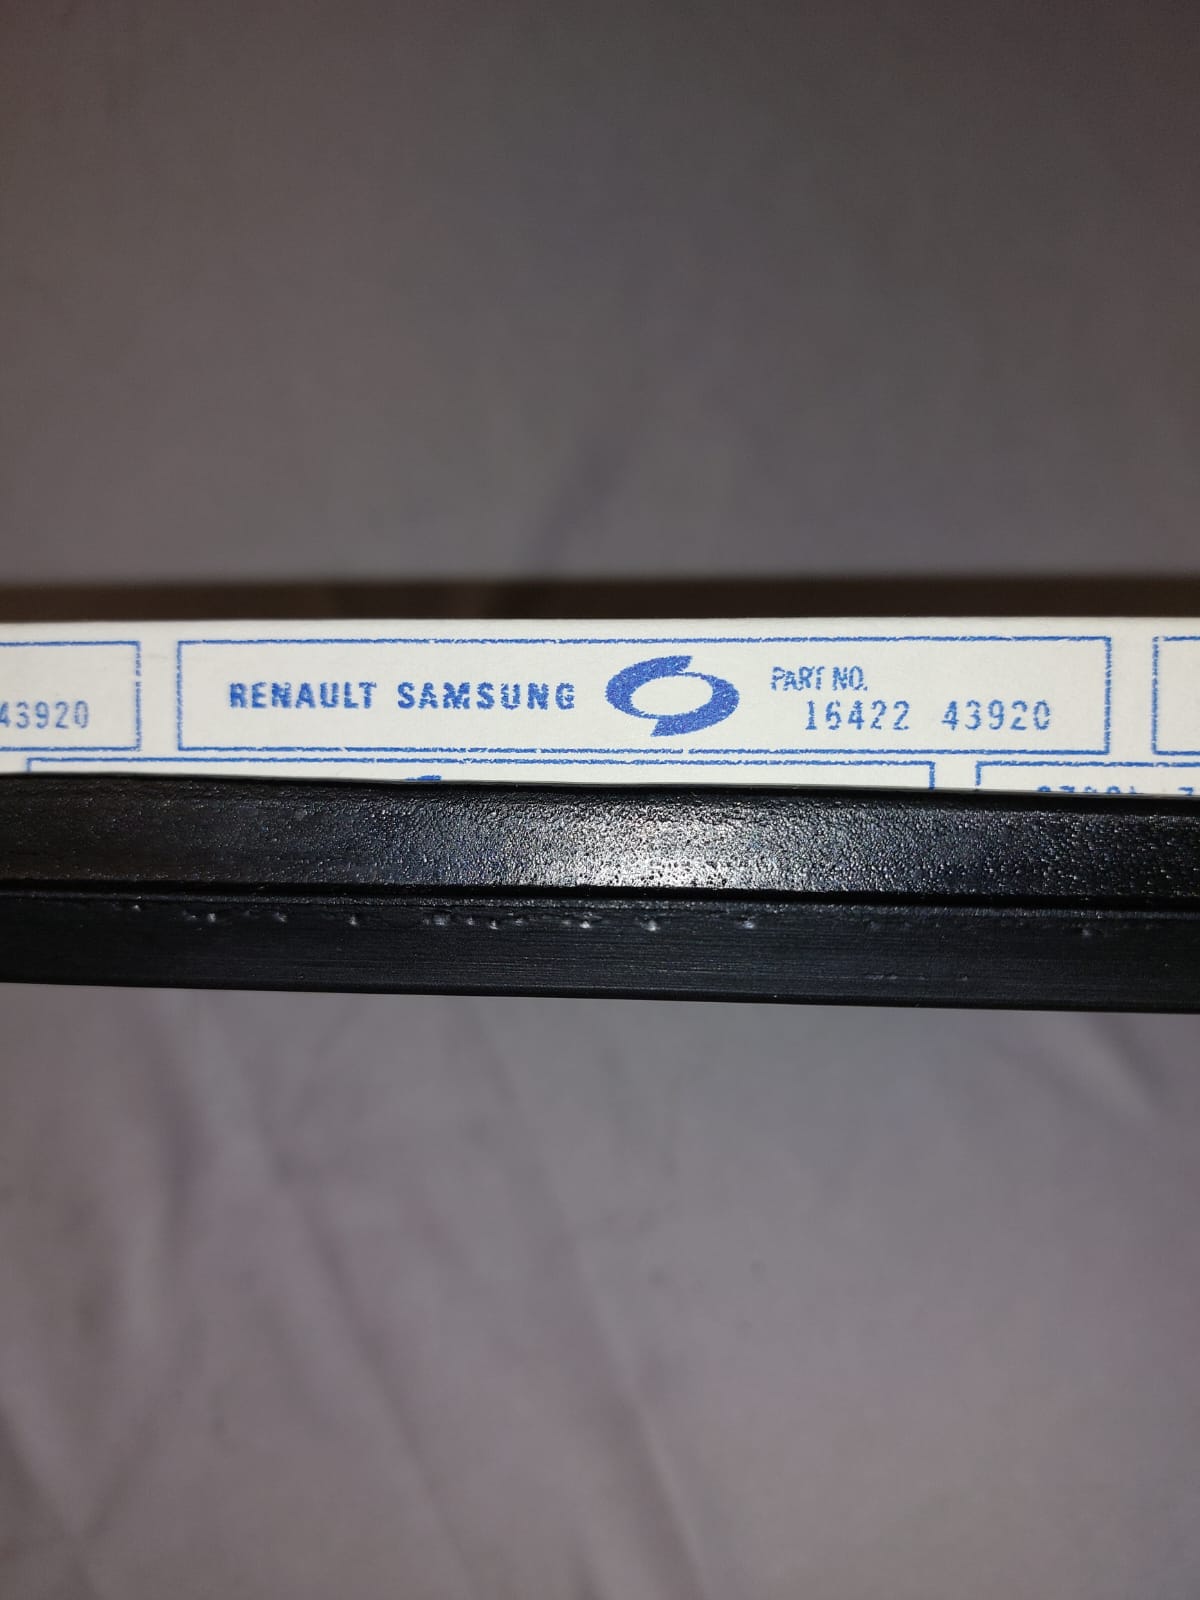 43920
RENAULT SAMSUNG
PART NO.
16422 43920